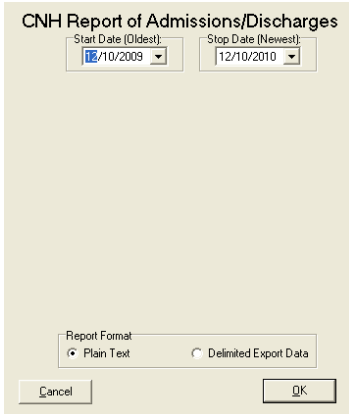 CNH Report of Admissions/Discharges
Start Date (Oldest): Stop Date (Newest):
12/10/2009 12/10/2010
Report Format
Plain Text Delimited Export Data
Cancel OK